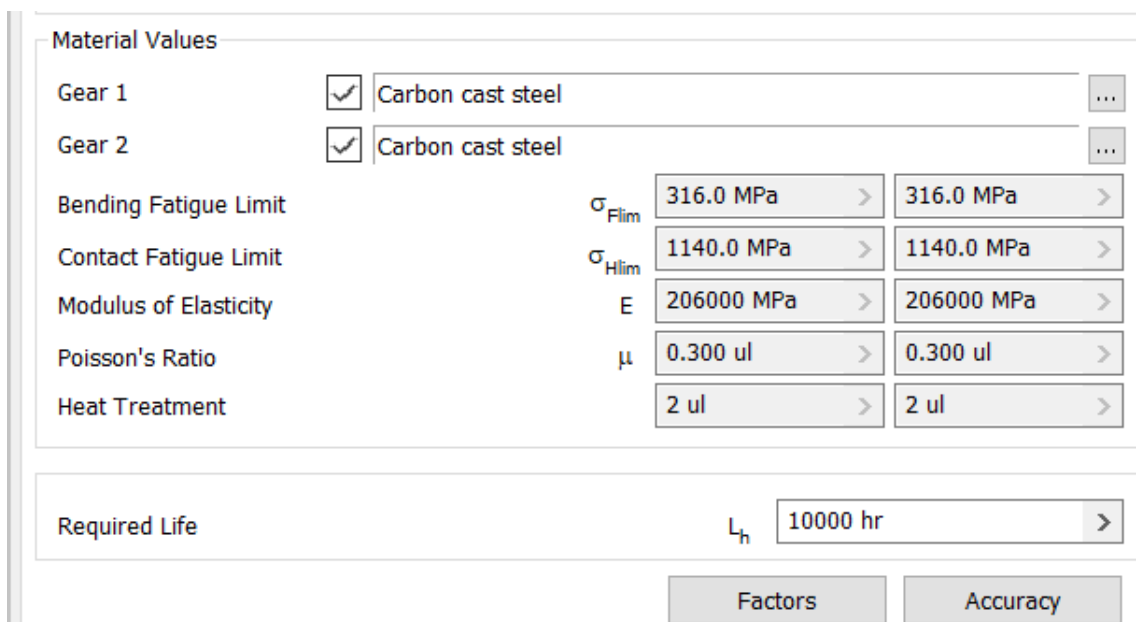 Material Values
Gear 1 Carbon cast steel ...
Gear 2 Carbon cast steel ...
Bending Fatigue Limit σFlim 316.0 MPa > 316.0 MPa >
Contact Fatigue Limit σHlim 1140.0 MPa > 1140.0 MPa >
Modulus of Elasticity E 206000 MPa > 206000 MPa >
Poisson's Ratio μ 0.300 ul > 0.300 ul >
Heat Treatment 2 ul > 2 ul >
Required Life Lh 10000 hr >
Factors Accuracy